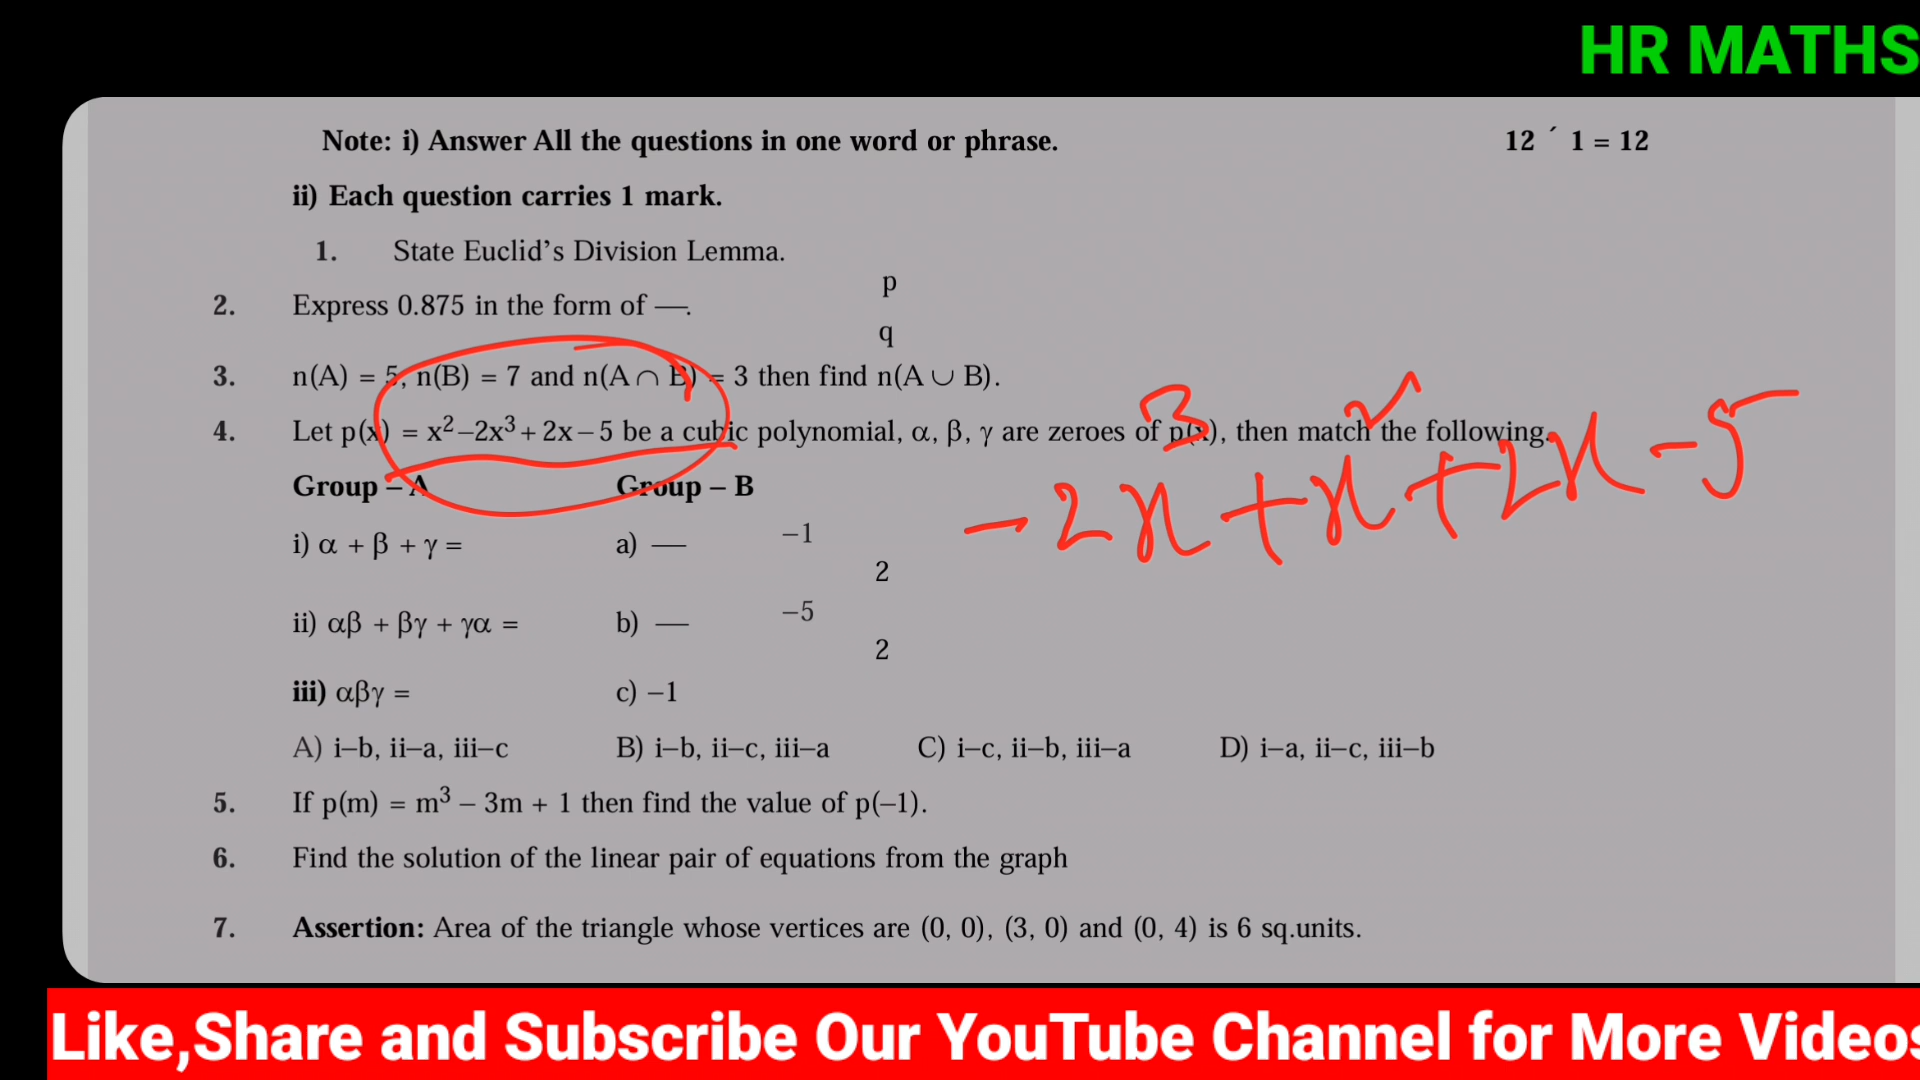 HR MATHS
Note: i) Answer All the questions in one word or phrase. 12 ´ 1 = 12
ii) Each question carries 1 mark.
1. State Euclid’s Division Lemma.
p
2. Express 0.875 in the form of —.
q
3. n(A) = 5, n(B) = 7 and n(A ∩ B) = 3 then find n(A ∪ B).
4. Let p(x) = x²–2x³ + 2x – 5 be a cubic polynomial, α, β, γ are zeroes of p(x), then match the following.
-2x³+x²+2x-5
Group – A Group – B
i) α + β + γ = a) — –1
2
ii) αβ + βγ + γα = b) — –5
2
iii) αβγ = c) –1
A) i–b, ii–a, iii–c B) i–b, ii–c, iii–a C) i–c, ii–b, iii–a D) i–a, ii–c, iii–b
5. If p(m) = m³ – 3m + 1 then find the value of p(–1).
6. Find the solution of the linear pair of equations from the graph
7. Assertion: Area of the triangle whose vertices are (0, 0), (3, 0) and (0, 4) is 6 sq.units.
Like,Share and Subscribe Our YouTube Channel for More Videos